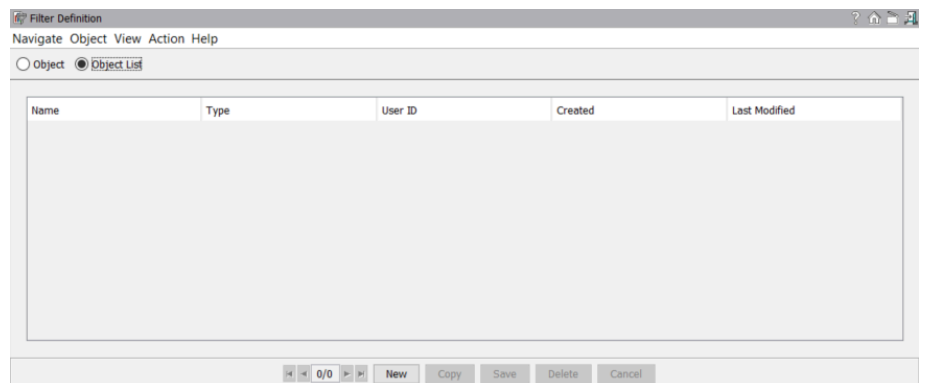 Filter Definition
Navigate Object View Action Help
Object Object List
Name Type User ID Created Last Modified
0/0 New Copy Save Delete Cancel